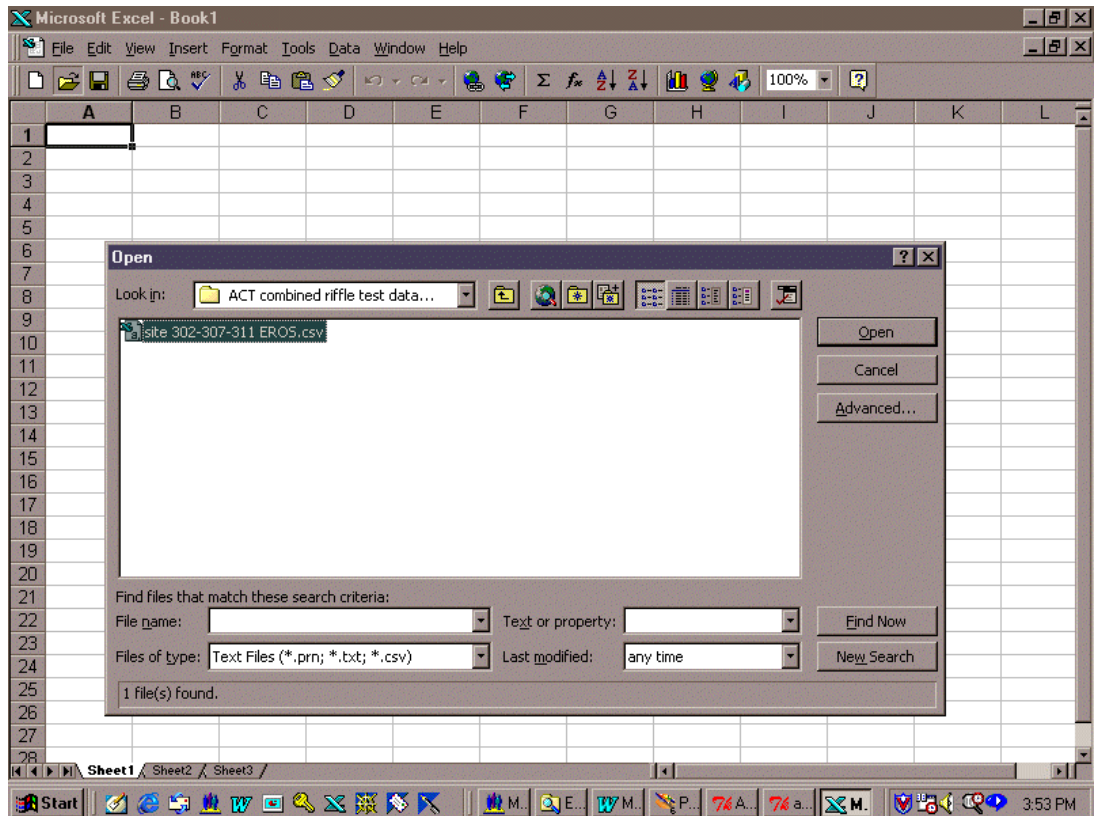 Microsoft Excel - Book1
File Edit View Insert Format Tools Data Window Help
100%
A B C D E F G H I J K L
1
2
3
4
5
6
7
8
9
10
11
12
13
14
15
16
17
18
19
20
21
22
23
24
25
26
27
28
Open
Look in: ACT combined riffle test data...
site 302-307-311 EROS.csv
Open
Cancel
Advanced...
Find files that match these search criteria:
File name: Text or property: Find Now
Files of type: Text Files (*.prn; *.txt; *.csv) Last modified: any time New Search
1 file(s) found.
Sheet1 Sheet2 Sheet3
Start M.. E... M... P... A... a... M. 3:53 PM